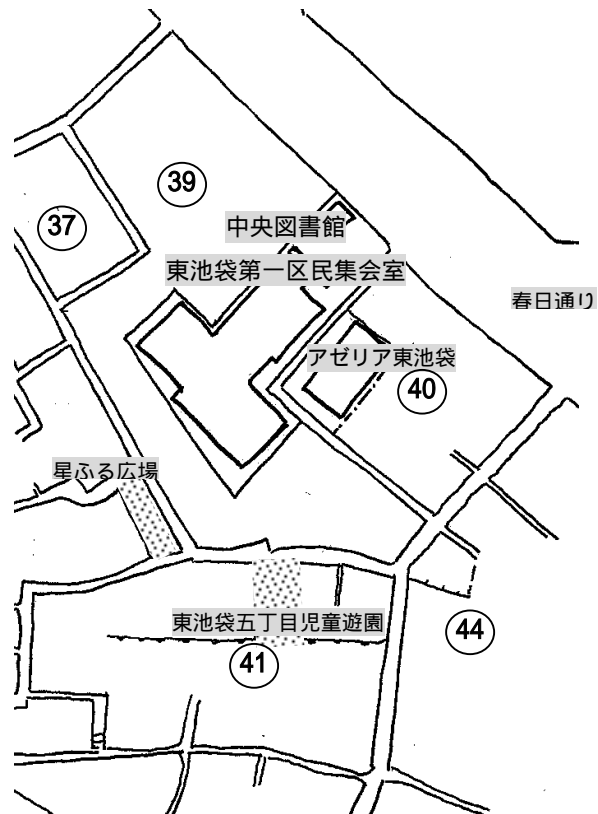 39
37
中央図書館
東池袋第一区民集会室
春日通り
アゼリア東池袋
40
星ふる広場
東池袋五丁目児童遊園
44
41